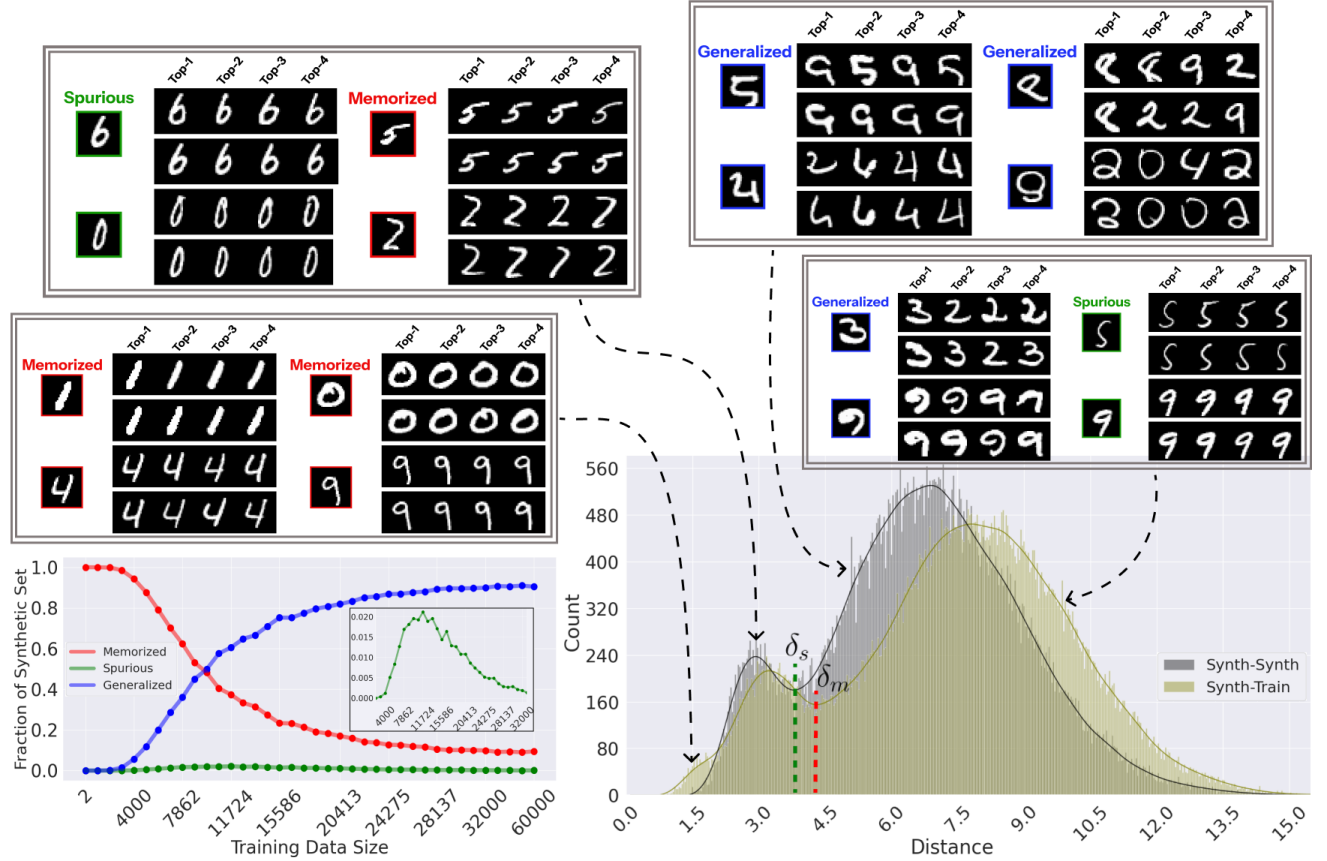 Top-1 Top-2 Top-3 Top-4
Spurious
Memorized
Top-1 Top-2 Top-3 Top-4
Top-1 Top-2 Top-3 Top-4
Generalized
Generalized
Top-1 Top-2 Top-3 Top-4
Top-1 Top-2 Top-3 Top-4
Memorized
Memorized
Top-1 Top-2 Top-3 Top-4
Top-1 Top-2 Top-3 Top-4
Generalized
Spurious
Top-1 Top-2 Top-3 Top-4
Fraction of Synthetic Set
1.0
0.8
0.6
0.4
0.2
0.0
Memorized
Spurious
Generalized
0.020
0.015
0.010
0.005
0.000
4000 7862 11724 15586 20413 24275 28137 32000
2 4000 7862 11724 15586 20413 24275 28137 32000 60000
Training Data Size
Count
560
480
400
320
240
160
80
0
δs
δm
Synth-Synth
Synth-Train
0.0 1.5 3.0 4.5 6.0 7.5 9.0 10.5 12.0 13.5 15.0
Distance